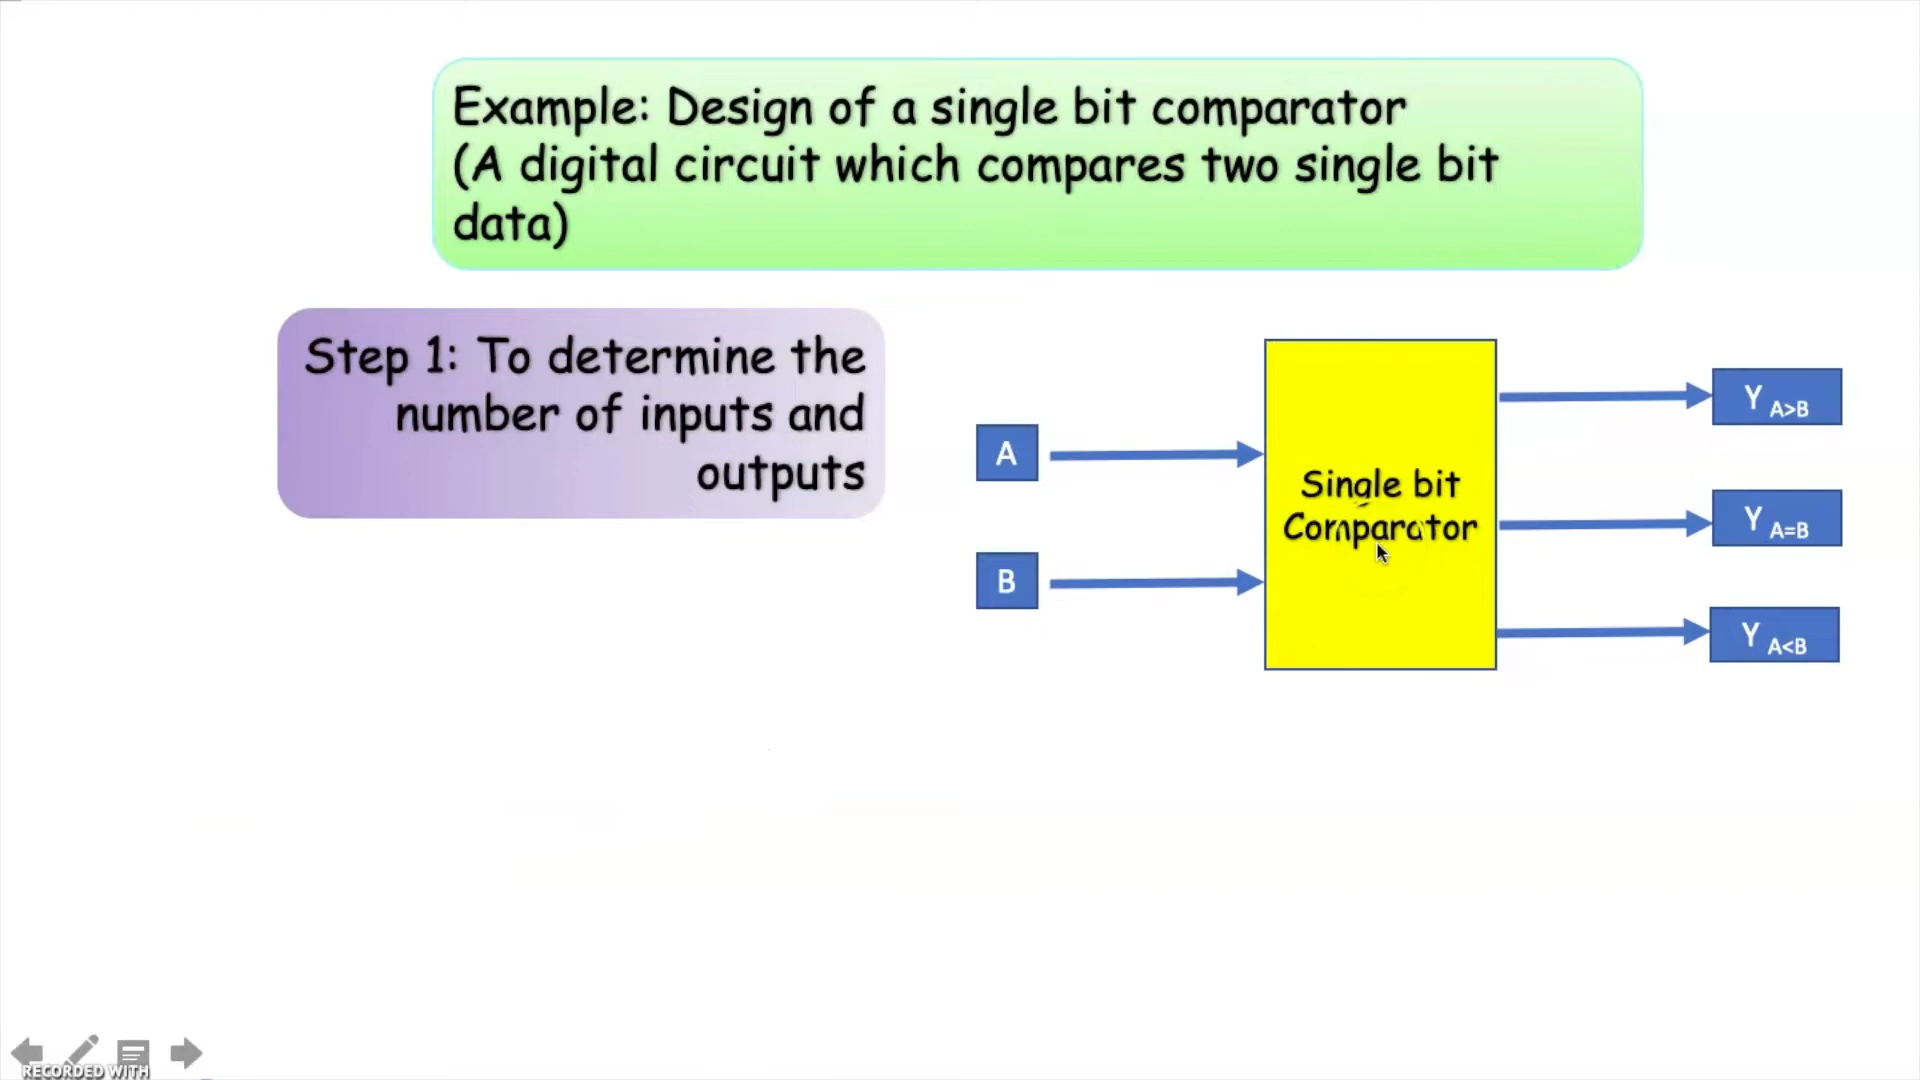 Example: Design of a single bit comparator
(A digital circuit which compares two single bit
data)
Step 1: To determine the
number of inputs and
outputs
A
B
Single bit
Comparator
Y A>B
Y A=B
Y A<B
RECORDED WITH